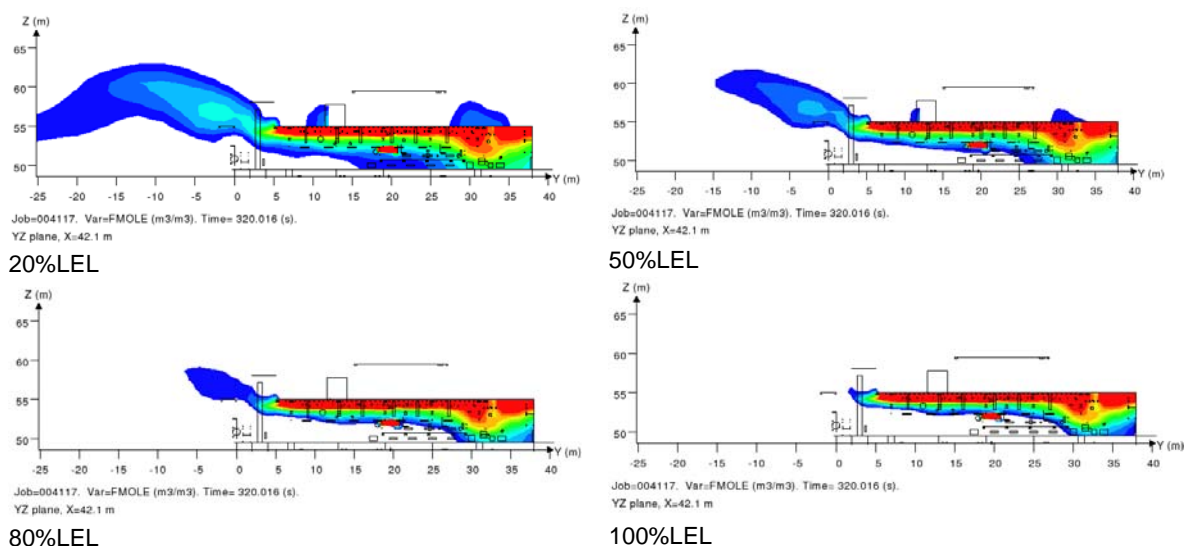 Z (m)
65
60
55
50
Y (m)
-25 -20 -15 -10 -5 0 5 10 15 20 25 30 35 40
Job=004117. Var=FMOLE (m3/m3). Time= 320.016 (s).
YZ plane, X=42.1 m
20%LEL
Z (m)
65
60
55
50
Y (m)
-25 -20 -15 -10 -5 0 5 10 15 20 25 30 35 40
Job=004117. Var=FMOLE (m3/m3). Time= 320.016 (s).
YZ plane, X=42.1 m
50%LEL
Z (m)
65
60
55
50
Y (m)
-25 -20 -15 -10 -5 0 5 10 15 20 25 30 35 40
Job=004117. Var=FMOLE (m3/m3). Time= 320.016 (s).
YZ plane, X=42.1 m
80%LEL
Z (m)
65
60
55
50
Y (m)
-25 -20 -15 -10 -5 0 5 10 15 20 25 30 35 40
Job=004117. Var=FMOLE (m3/m3). Time= 320.016 (s).
YZ plane, X=42.1 m
100%LEL